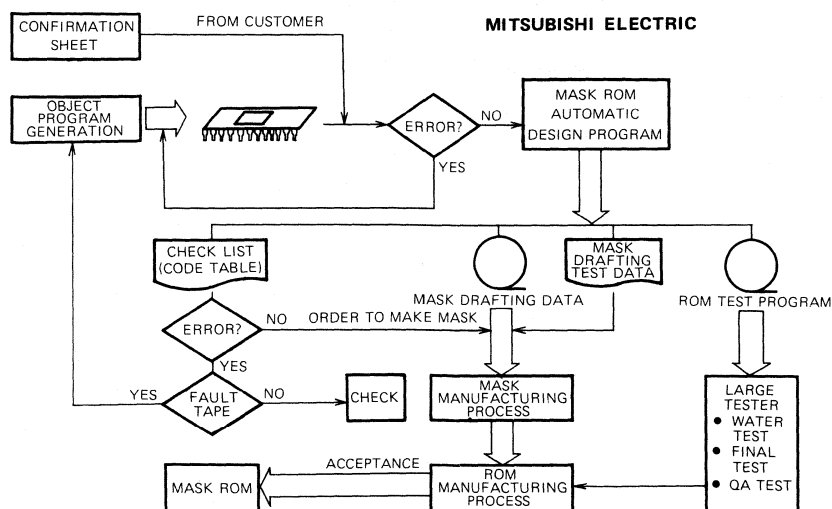 MITSUBISHI ELECTRIC
CONFIRMATION
SHEET
FROM CUSTOMER
OBJECT
PROGRAM
GENERATION
ERROR?
NO
YES
MASK ROM
AUTOMATIC
DESIGN PROGRAM
CHECK LIST
(CODE TABLE)
MASK DRAFTING DATA
MASK
DRAFTING
TEST DATA
ROM TEST PROGRAM
ERROR?
NO
ORDER TO MAKE MASK
YES
FAULT
TAPE
YES
NO
CHECK
MASK
MANUFACTURING
PROCESS
LARGE
TESTER
● WATER
TEST
● FINAL
TEST
● QA TEST
ACCEPTANCE
MASK ROM
ROM
MANUFACTURING
PROCESS